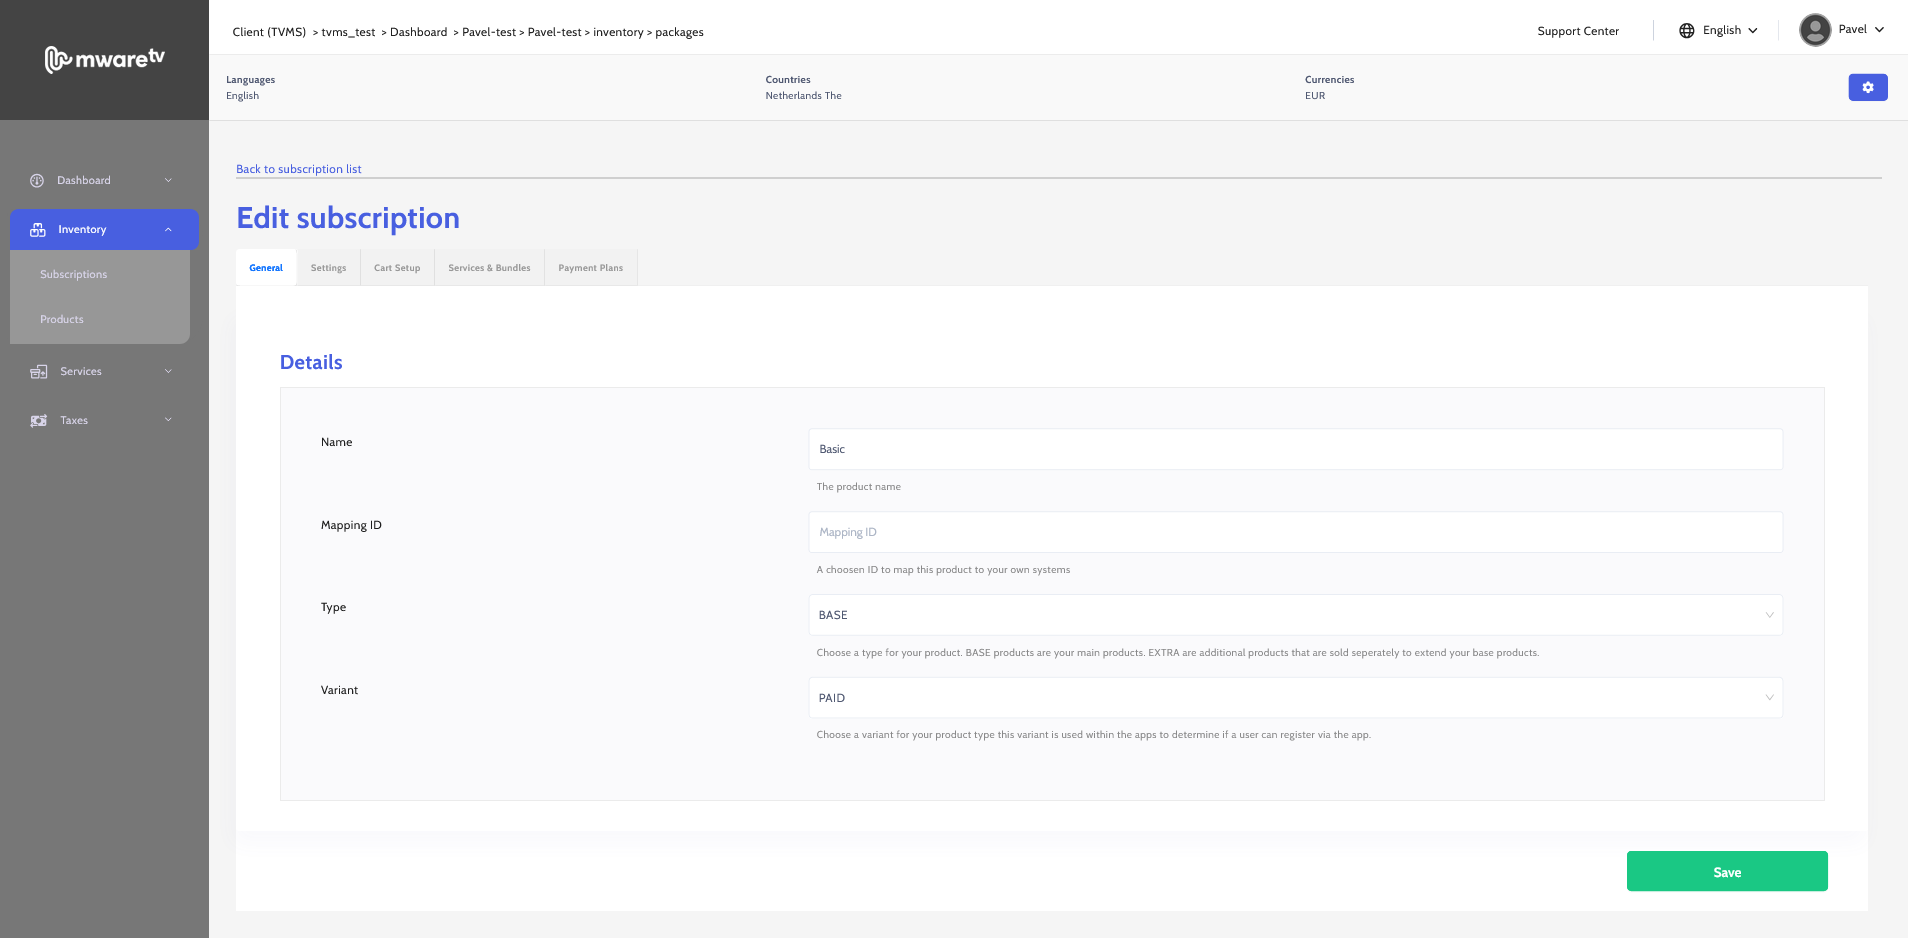 mwaretv
Client (TVMS) > tvms_test > Dashboard > Pavel-test > Pavel-test > inventory > packages
Support Center
English
Pavel
Languages
English
Countries
Netherlands The
Currencies
EUR
Dashboard
Inventory
Subscriptions
Products
Services
Taxes
Back to subscription list
Edit subscription
General
Settings
Cart Setup
Services & Bundles
Payment Plans
Details
Name
Basic
The product name
Mapping ID
Mapping ID
A choosen ID to map this product to your own systems
Type
BASE
Choose a type for your product. BASE products are your main products. EXTRA are additional products that are sold seperately to extend your base products.
Variant
PAID
Choose a variant for your product type this variant is used within the apps to determine if a user can register via the app.
Save